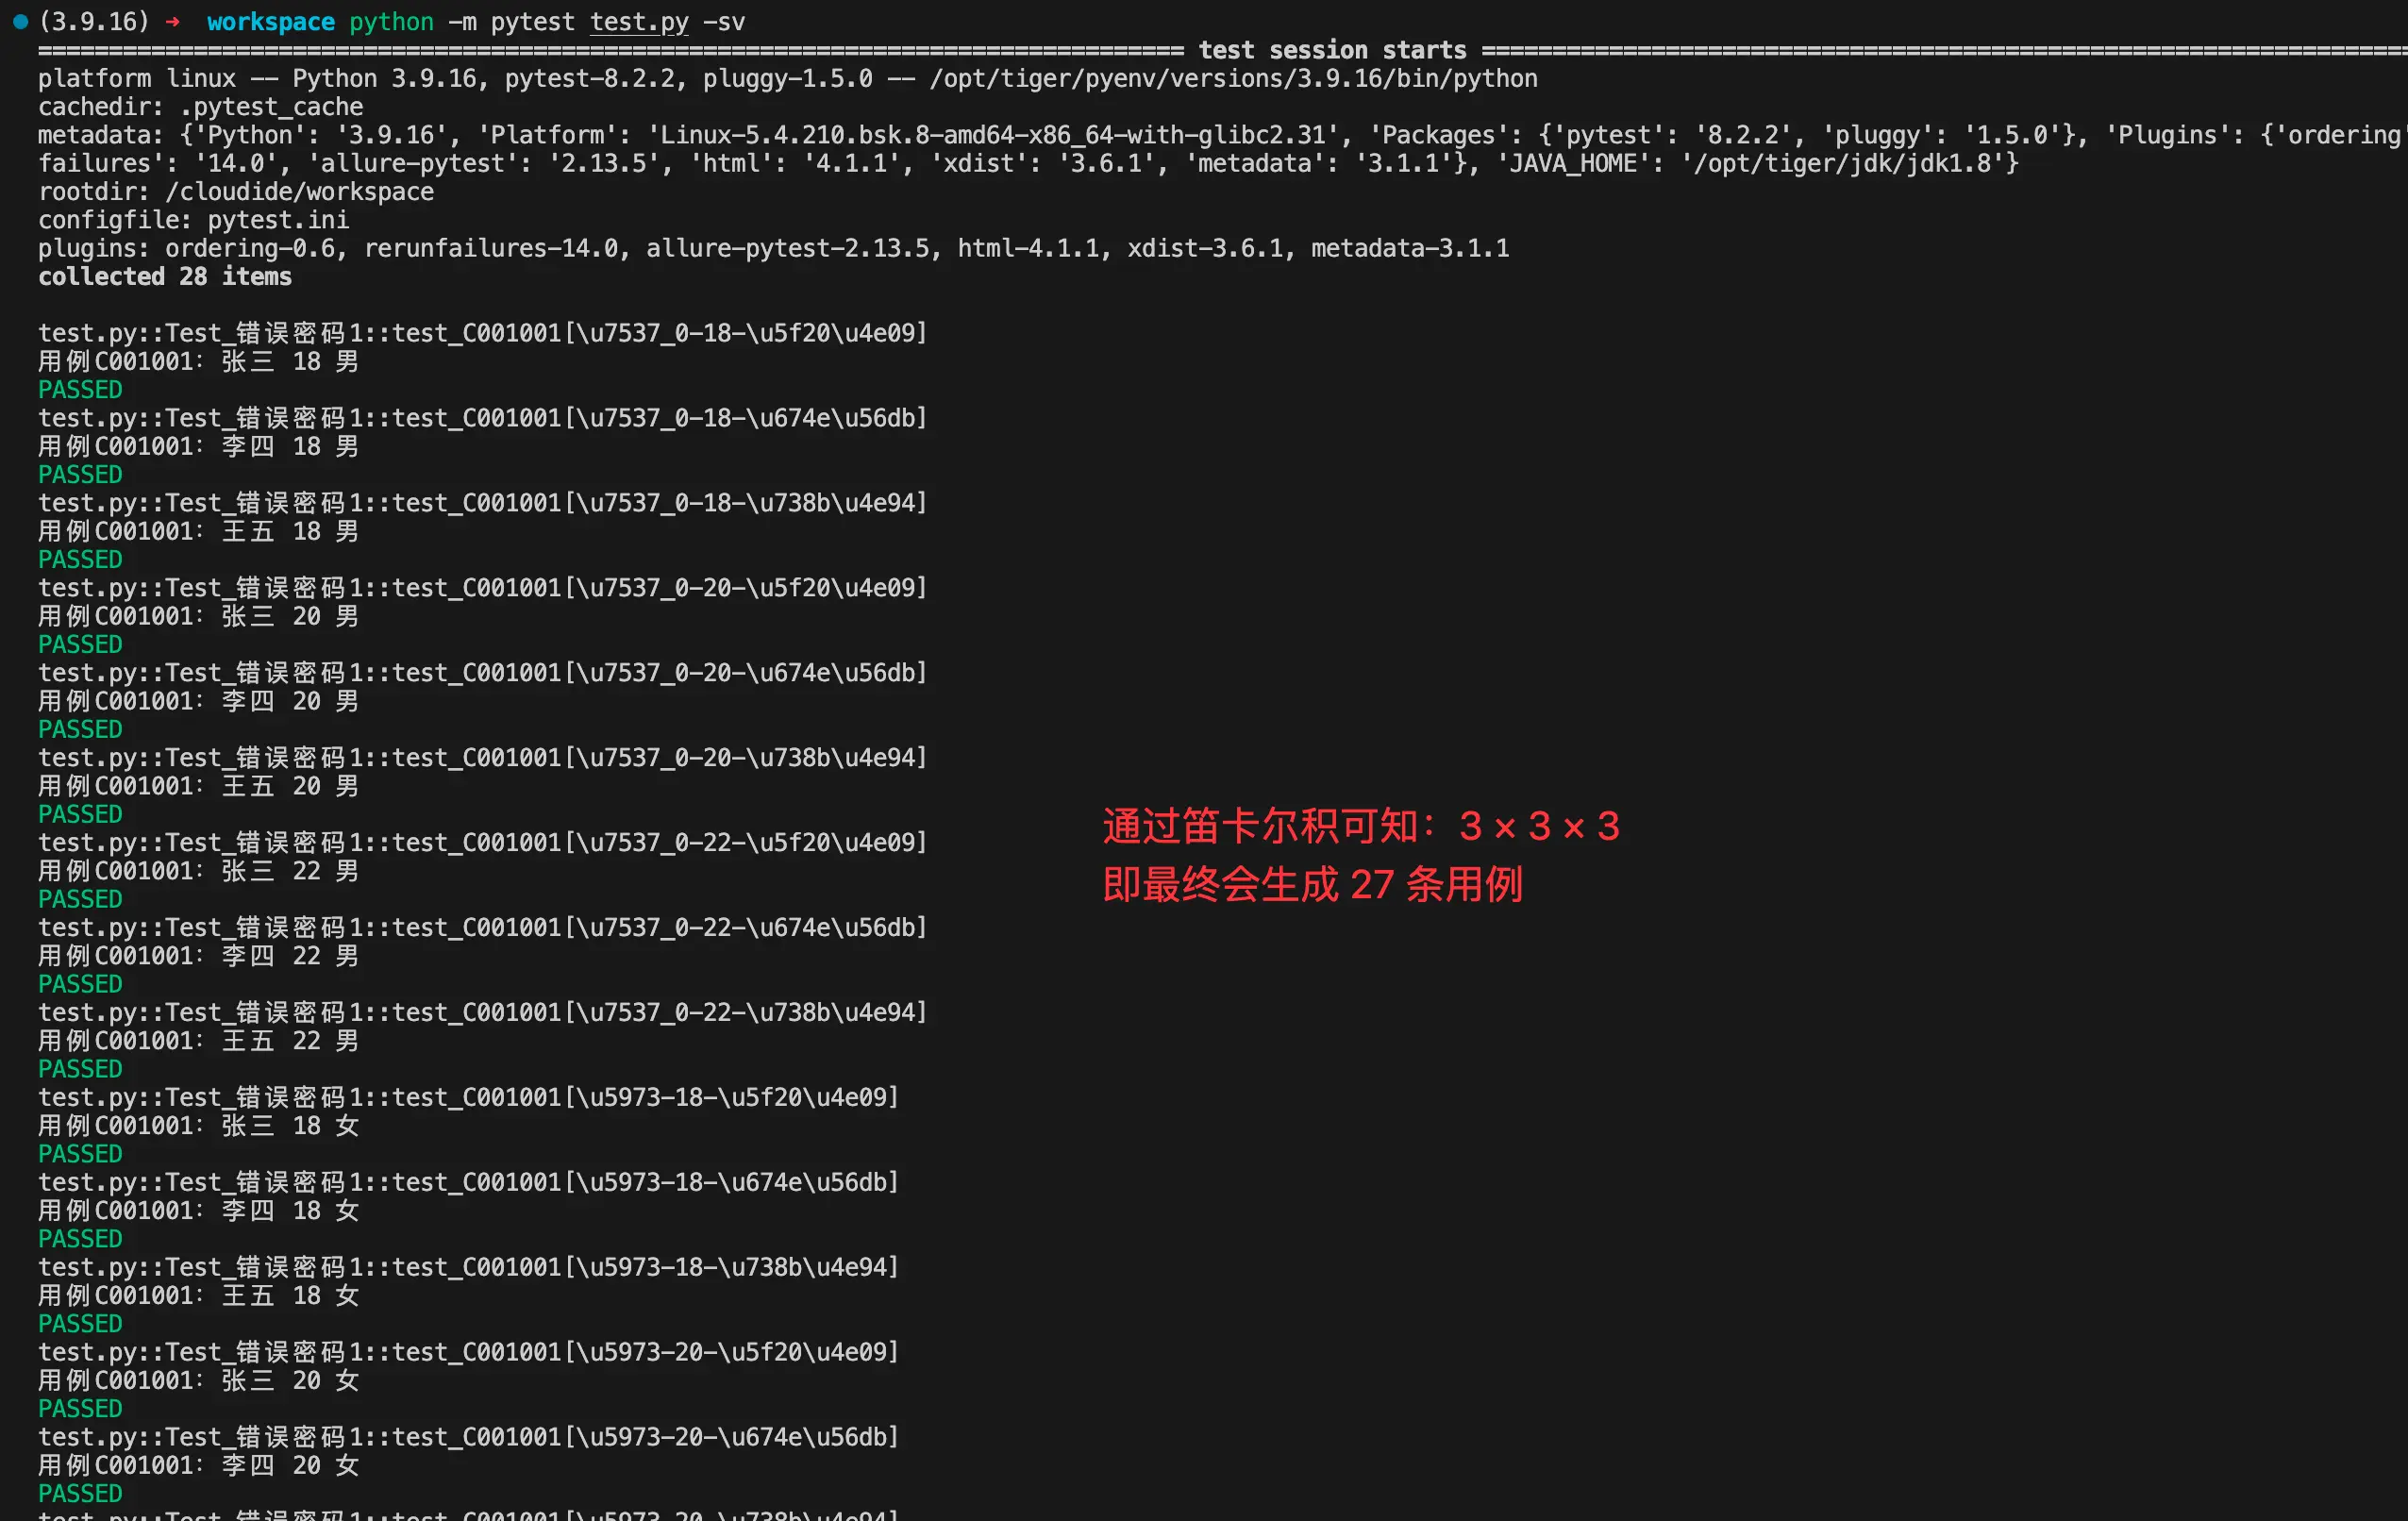 (3.9.16) ➜ workspace python -m pytest test.py -sv
test session starts
platform linux -- Python 3.9.16, pytest-8.2.2, pluggy-1.5.0 -- /opt/tiger/pyenv/versions/3.9.16/bin/python
cachedir: .pytest_cache
metadata: {'Python': '3.9.16', 'Platform': 'Linux-5.4.210.bsk.8-amd64-x86_64-with-glibc2.31', 'Packages': {'pytest': '8.2.2', 'pluggy': '1.5.0'}, 'Plugins': {'ordering'
failures': '14.0', 'allure-pytest': '2.13.5', 'html': '4.1.1', 'xdist': '3.6.1', 'metadata': '3.1.1'}, 'JAVA_HOME': '/opt/tiger/jdk/jdk1.8'}
rootdir: /cloudide/workspace
configfile: pytest.ini
plugins: ordering-0.6, rerunfailures-14.0, allure-pytest-2.13.5, html-4.1.1, xdist-3.6.1, metadata-3.1.1
collected 28 items
test.py::Test_错误密码1::test_C001001[\u7537_0-18-\u5f20\u4e09]
用例C001001: 张三 18 男
PASSED
test.py::Test_错误密码1::test_C001001[\u7537_0-18-\u674e\u56db]
用例C001001: 李四 18 男
PASSED
test.py::Test_错误密码1::test_C001001[\u7537_0-18-\u738b\u4e94]
用例C001001: 王五 18 男
PASSED
test.py::Test_错误密码1::test_C001001[\u7537_0-20-\u5f20\u4e09]
用例C001001: 张三 20 男
PASSED
test.py::Test_错误密码1::test_C001001[\u7537_0-20-\u674e\u56db]
用例C001001: 李四 20 男
PASSED
test.py::Test_错误密码1::test_C001001[\u7537_0-20-\u738b\u4e94]
用例C001001: 王五 20 男
PASSED
通过笛卡尔积可知：3 × 3 × 3
test.py::Test_错误密码1::test_C001001[\u7537_0-22-\u5f20\u4e09]
用例C001001: 张三 22 男
即最终会生成 27 条用例
PASSED
test.py::Test_错误密码1::test_C001001[\u7537_0-22-\u674e\u56db]
用例C001001: 李四 22 男
PASSED
test.py::Test_错误密码1::test_C001001[\u7537_0-22-\u738b\u4e94]
用例C001001: 王五 22 男
PASSED
test.py::Test_错误密码1::test_C001001[\u5973-18-\u5f20\u4e09]
用例C001001: 张三 18 女
PASSED
test.py::Test_错误密码1::test_C001001[\u5973-18-\u674e\u56db]
用例C001001: 李四 18 女
PASSED
test.py::Test_错误密码1::test_C001001[\u5973-18-\u738b\u4e94]
用例C001001: 王五 18 女
PASSED
test.py::Test_错误密码1::test_C001001[\u5973-20-\u5f20\u4e09]
用例C001001: 张三 20 女
PASSED
test.py::Test_错误密码1::test_C001001[\u5973-20-\u674e\u56db]
用例C001001: 李四 20 女
PASSED
test.py::Test_错误密码1::test_C001001[\u5973-20-\u738b\u4e94]